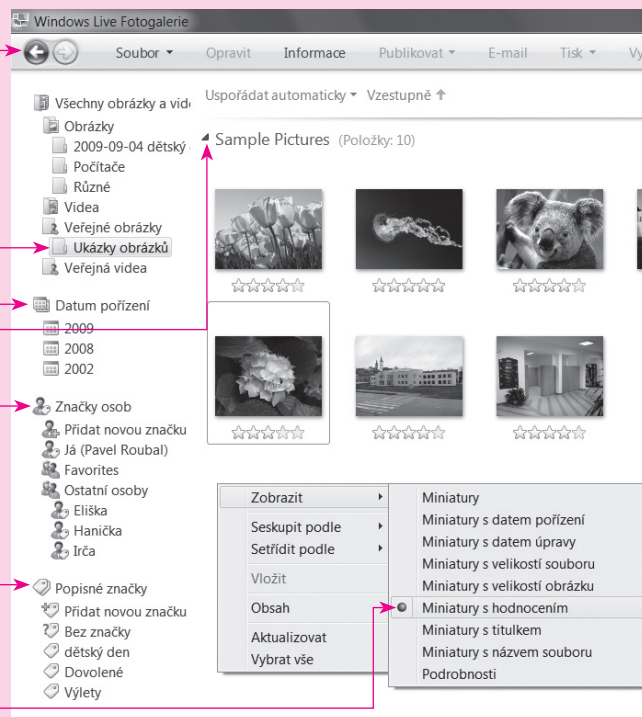 Windows Live Fotogalerie
Soubor Opravit Informace Publikovat E-mail Tisk
Všechny obrázky a vide
Obrázky
2009-09-04 dětský
Počítače
Různé
Videa
Veřejné obrázky
Ukázky obrázků
Veřejná videa
Datum pořízení
2009
2008
2002
Značky osob
Přidat novou značku
Já (Pavel Roubal)
Favorites
Ostatní osoby
Eliška
Hanička
Irča
Popisné značky
Přidat novou značku
Bez značky
dětský den
Dovolené
Výlety
Uspořádat automaticky Vzestupně
Sample Pictures (Položky: 10)
Zobrazit
Seskupit podle
Setřídit podle
Vložit
Obsah
Aktualizovat
Vybrat vše
Miniatury
Miniatury s datem pořízení
Miniatury s datem úpravy
Miniatury s velikostí souboru
Miniatury s velikostí obrázku
Miniatury s hodnocením
Miniatury s titulkem
Miniatury s názvem souboru
Podrobnosti